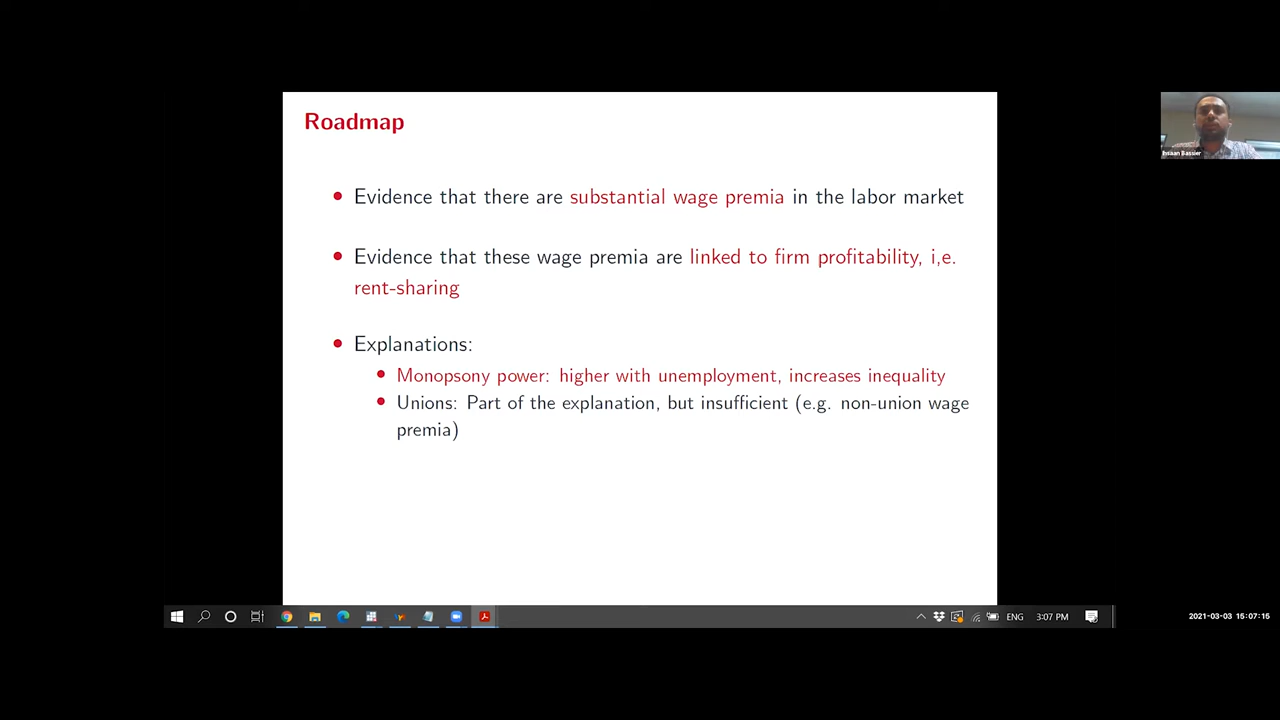 Roadmap
Evidence that there are substantial wage premia in the labor market
Evidence that these wage premia are linked to firm profitability, i,e.
rent-sharing
Explanations:
Monopsony power: higher with unemployment, increases inequality
Unions: Part of the explanation, but insufficient (e.g. non-union wage
premia)
Ihsaan Bassier
ENG
3:07 PM
2021-03-03 15:07:15